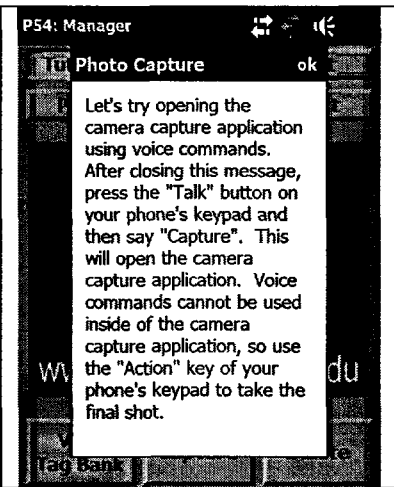 PS4: Manager
Photo Capture ok
Let's try opening the
camera capture application
using voice commands.
After closing this message,
press the "Talk" button on
your phone's keypad and
then say "Capture". This
will open the camera
capture application. Voice
commands cannot be used
inside of the camera
capture application, so use
the "Action" key of your
phone's keypad to take the
final shot.
du
Tag Bank